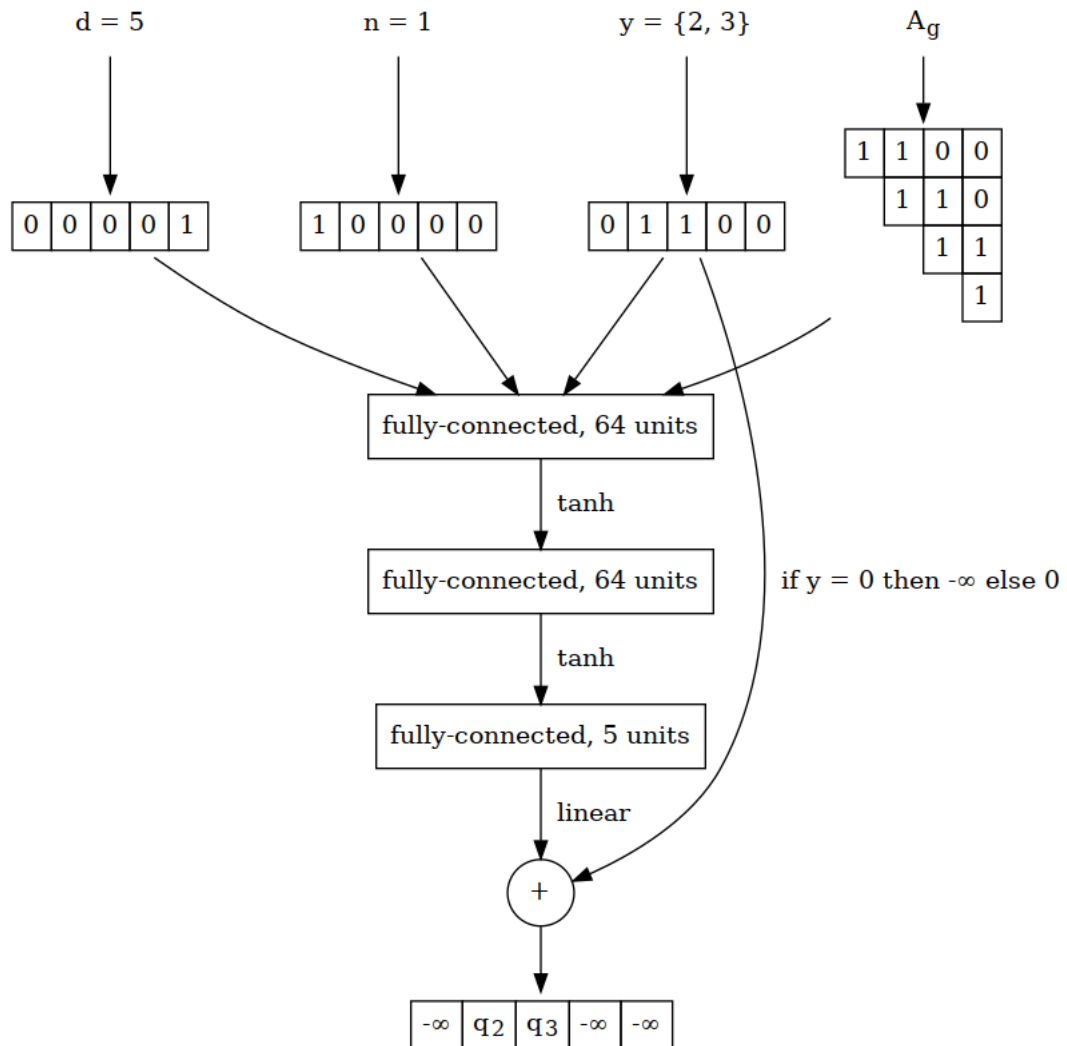 d = 5 n = 1 y = {2, 3} Ag
1 1 0 0
1 1 0
1 1
1
0 0 0 0 1
1 0 0 0 0
0 1 1 0 0
fully-connected, 64 units
tanh
fully-connected, 64 units
if y = 0 then -∞ else 0
tanh
fully-connected, 5 units
linear
+
-∞ q2 q3 -∞ -∞